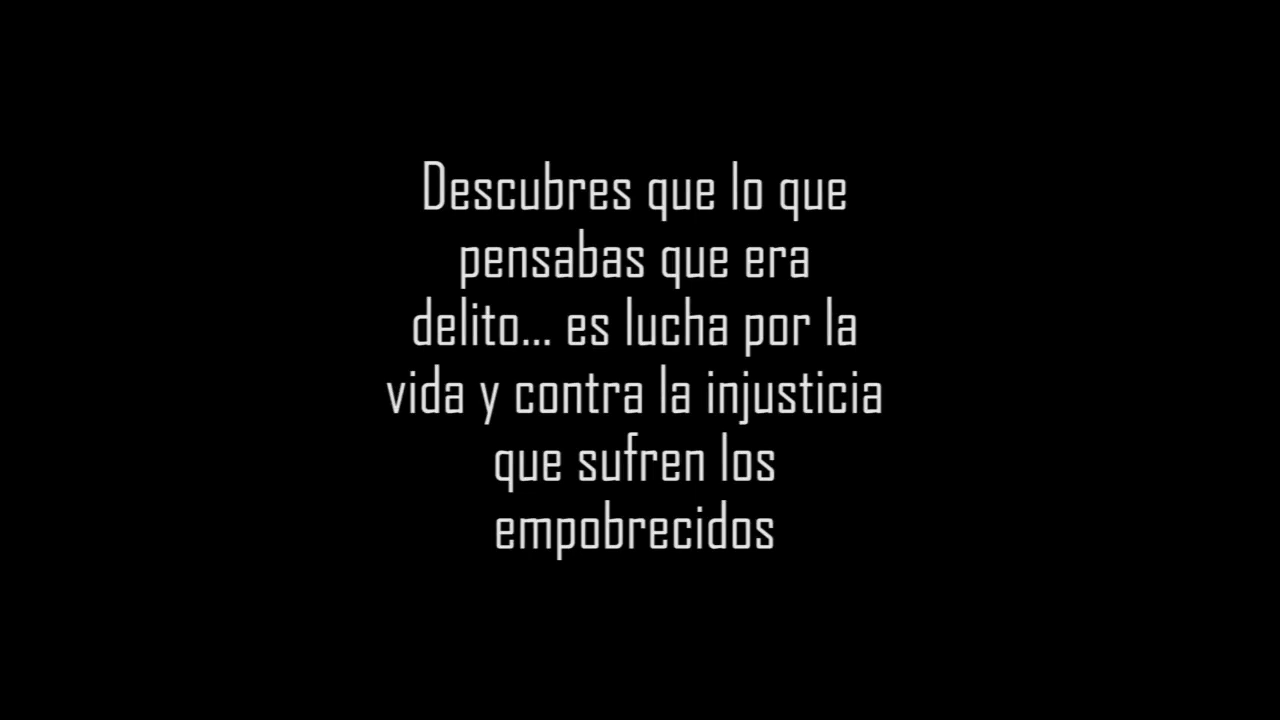 Descubres que lo que
pensabas que era
delito... es lucha por la
vida y contra la injusticia
que sufren los
empobrecidos